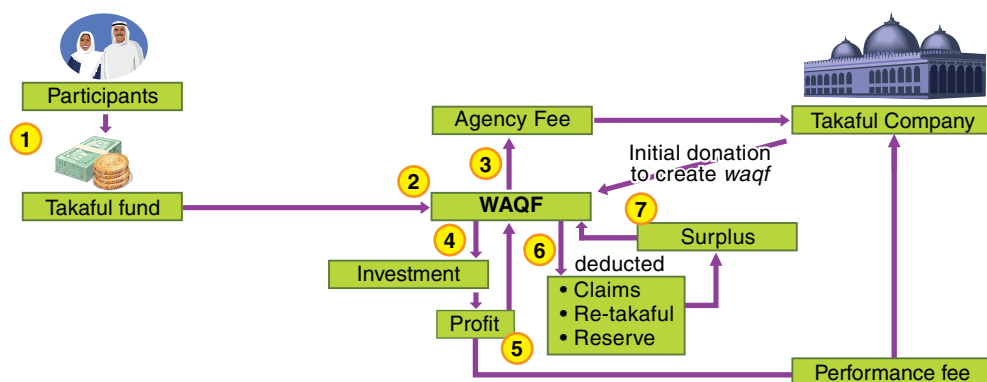 Participants
1
Takaful fund
2
WAQF
3
Agency Fee
Takaful Company
Initial donation
to create waqf
4
Investment
Profit
5
6
deducted
• Claims
• Re-takaful
• Reserve
7
Surplus
Performance fee